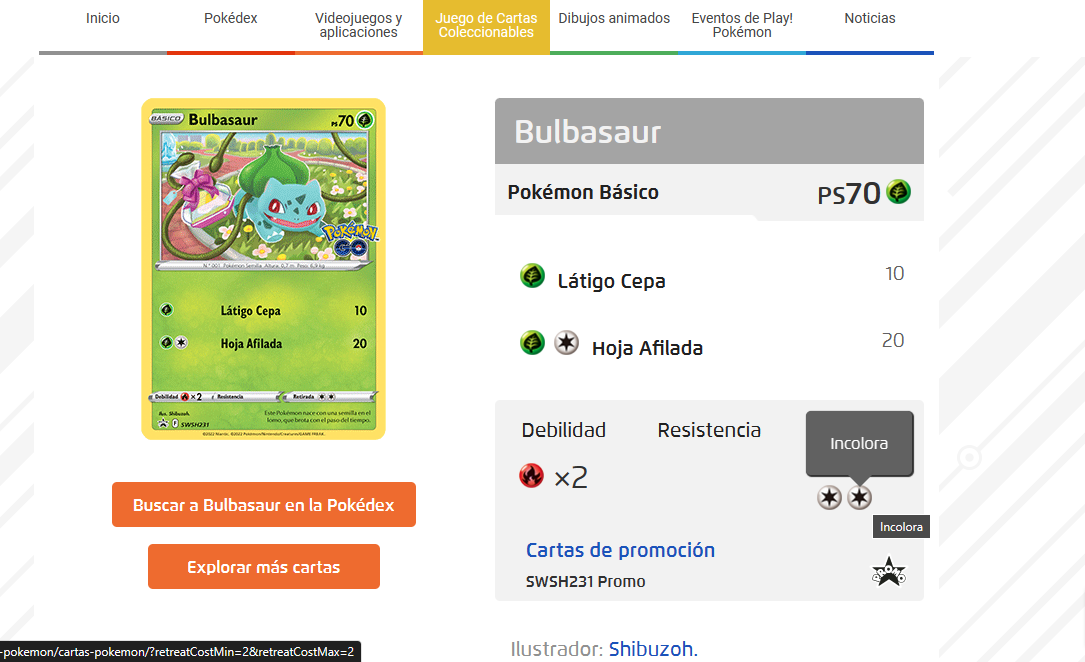 Inicio
Pokédex
Videojuegos y
aplicaciones
Juego de Cartas
Coleccionables
Dibujos animados
Eventos de Play!
Pokémon
Noticias
BÁSICO Bulbasaur PS70
Pokémon
GO
N.º 001 Pokémon Semilla Altura: 0,7 m Peso: 6,9 kg
Látigo Cepa 10
Hoja Afilada 20
Debilidad ×2 Resistencia Retirada
Ilus. Shibuzoh.
SWSH231
Este Pokémon nace con una semilla en el
lomo, que brota con el paso del tiempo.
©2022 Pokémon/Nintendo/Creatures/GAME FREAK.
Buscar a Bulbasaur en la Pokédex
Explorar más cartas
Bulbasaur
Pokémon Básico PS70
Látigo Cepa 10
Hoja Afilada 20
Debilidad Resistencia Incolora
×2
Incolora
Cartas de promoción
SWSH231 Promo
Ilustrador: Shibuzoh.
-pokemon/cartas-pokemon/?retreatCostMin=2&retreatCostMax=2